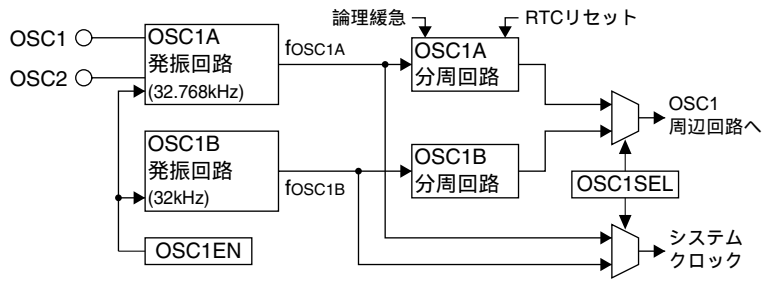 論理緩急
RTCリセット
OSC1
OSC2
OSC1A
発振回路
(32.768kHz)
fOSC1A
OSC1A
分周回路
OSC1
周辺回路へ
OSC1B
発振回路
(32kHz)
fOSC1B
OSC1B
分周回路
OSC1SEL
OSC1EN
システム
クロック